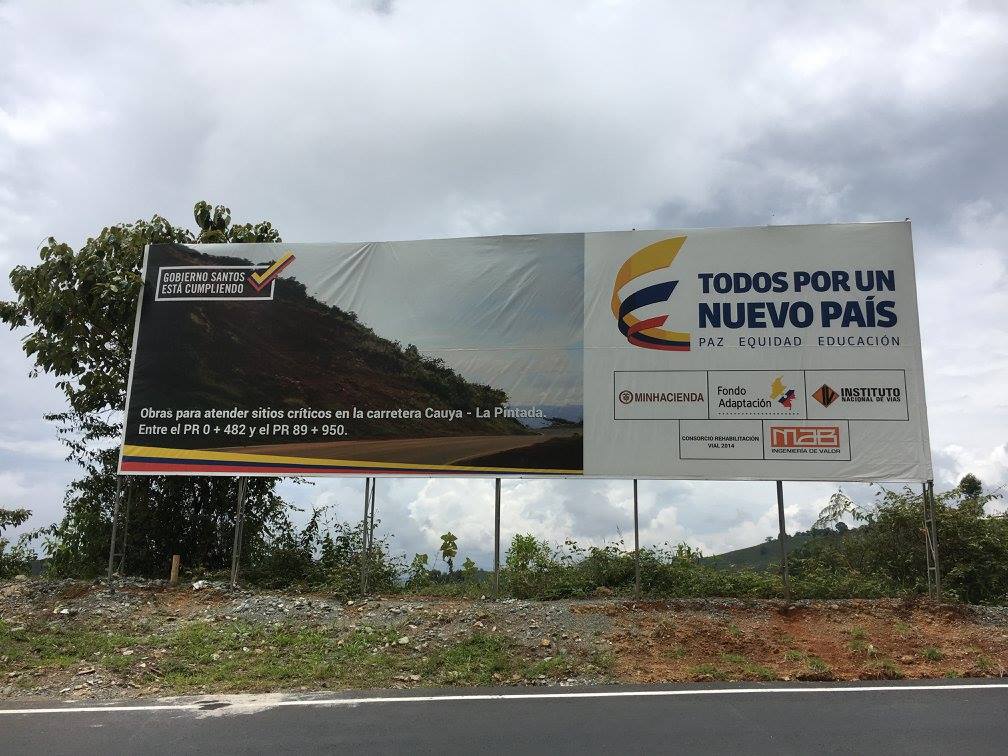 GOBIERNO SANTOS
ESTÁ CUMPLIENDO
Obras para atender sitios críticos en la carretera Cauya - La Pintada.
Entre el PR 0 + 482 y el PR 89 + 950.
TODOS POR UN
NUEVO PAÍS
PAZ EQUIDAD EDUCACIÓN
MINHACIENDA
Fondo
Adaptación
INSTITUTO
NACIONAL DE VÍAS
CONSORCIO REHABILITACIÓN
VIAL 2014
MAB
INGENIERÍA DE VALOR